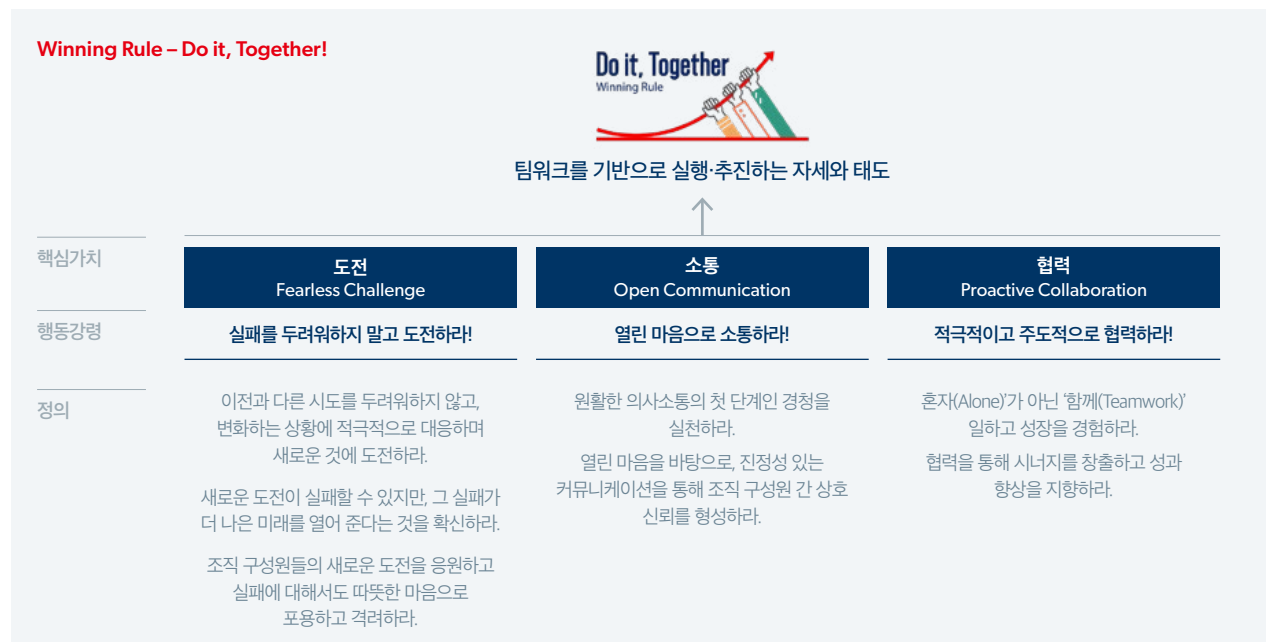 Winning Rule – Do it, Together!
Do it, Together
Winning Rule
팀워크를 기반으로 실행·추진하는 자세와 태도
핵심가치
도전
Fearless Challenge
소통
Open Communication
협력
Proactive Collaboration
행동강령
실패를 두려워하지 말고 도전하라!
열린 마음으로 소통하라!
적극적이고 주도적으로 협력하라!
정의
이전과 다른 시도를 두려워하지 않고,
변화하는 상황에 적극적으로 대응하며
새로운 것에 도전하라.
새로운 도전이 실패할 수 있지만, 그 실패가
더 나은 미래를 열어 준다는 것을 확신하라.
조직 구성원들의 새로운 도전을 응원하고
실패에 대해서도 따뜻한 마음으로
포용하고 격려하라.
원활한 의사소통의 첫 단계인 경청을
실천하라.
열린 마음을 바탕으로, 진정성 있는
커뮤니케이션을 통해 조직 구성원 간 상호
신뢰를 형성하라.
혼자(Alone)’가 아닌 ‘함께(Teamwork)’
일하고 성장을 경험하라.
협력을 통해 시너지를 창출하고 성과
향상을 지향하라.